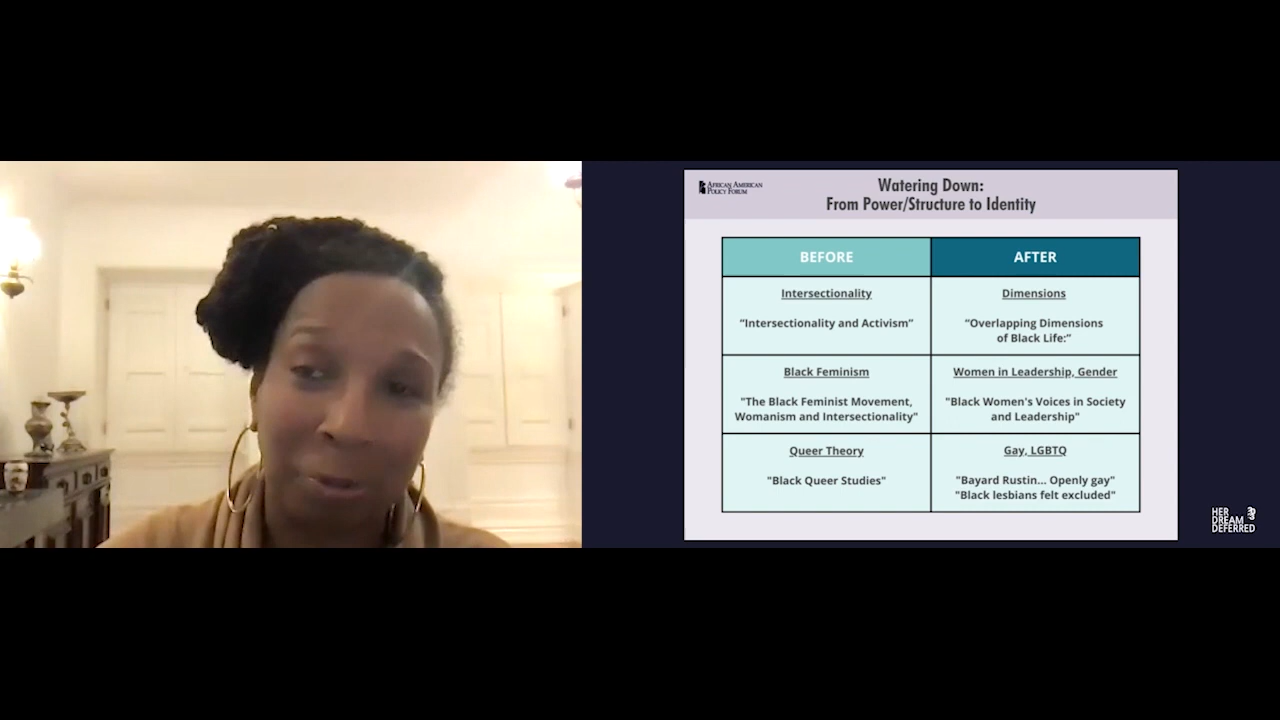 AFRICAN AMERICAN
POLICY FORUM
Watering Down:
From Power/Structure to Identity
BEFORE
AFTER
Intersectionality
"Intersectionality and Activism"
Dimensions
"Overlapping Dimensions
of Black Life:"
Black Feminism
"The Black Feminist Movement,
Womanism and Intersectionality"
Women in Leadership, Gender
"Black Women's Voices in Society
and Leadership"
Queer Theory
"Black Queer Studies"
Gay, LGBTQ
"Bayard Rustin... Openly gay"
"Black lesbians felt excluded"
HER
DREAM
DEFERRED